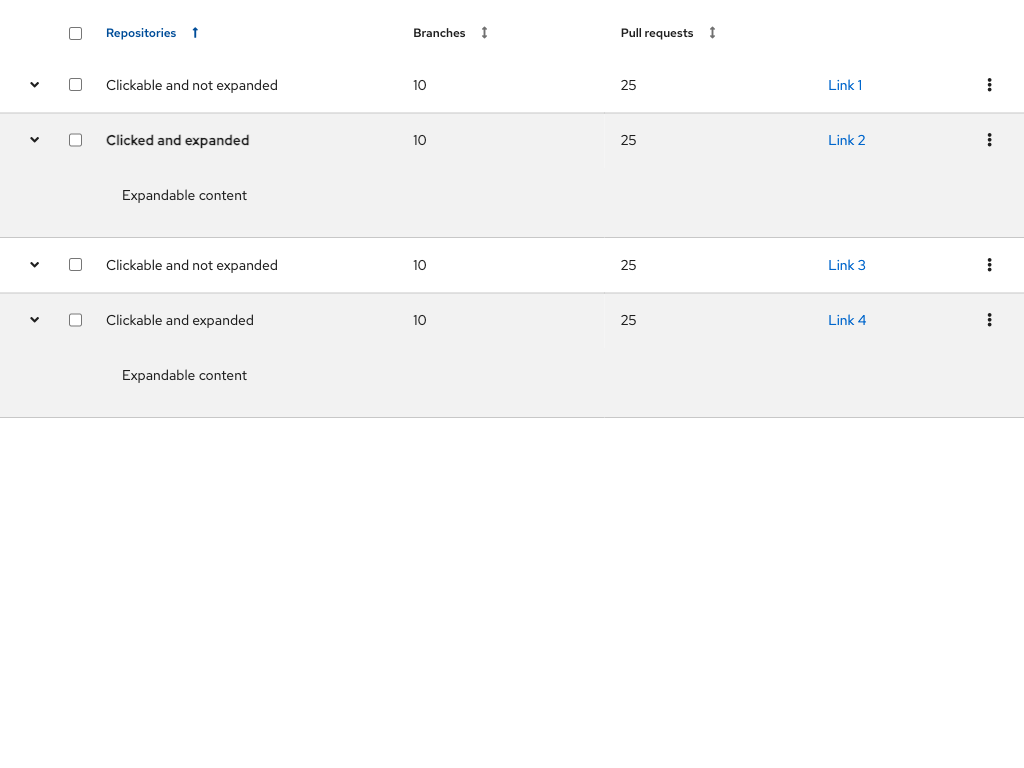 Repositories Branches Pull requests
Clickable and not expanded 10 25 Link 1
Clicked and expanded 10 25 Link 2
Expandable content
Clickable and not expanded 10 25 Link 3
Clickable and expanded 10 25 Link 4
Expandable content